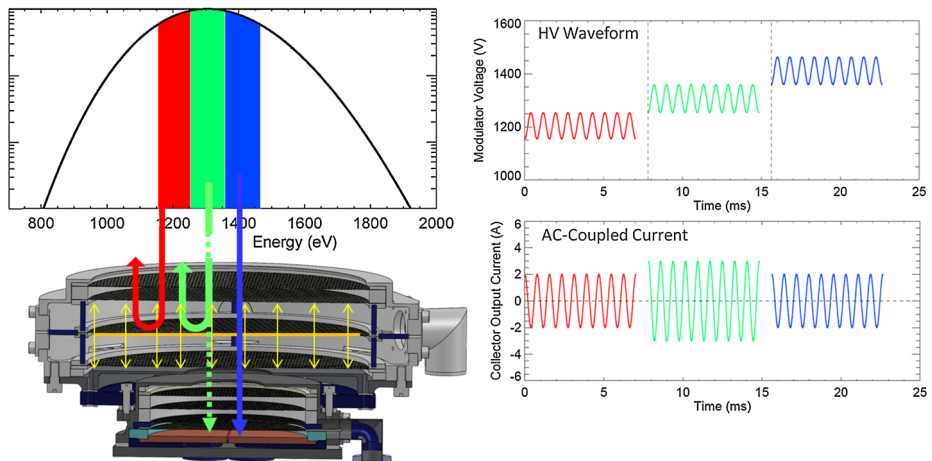 800 1000 1200 1400 1600 1800 2000
Energy (eV)
HV Waveform
Modulator Voltage (V)
1600
1400
1200
1000
0 5 10 15 20 25
Time (ms)
AC-Coupled Current
Collector Output Current (A)
6
4
2
0
-2
-4
-6
0 5 10 15 20 25
Time (ms)